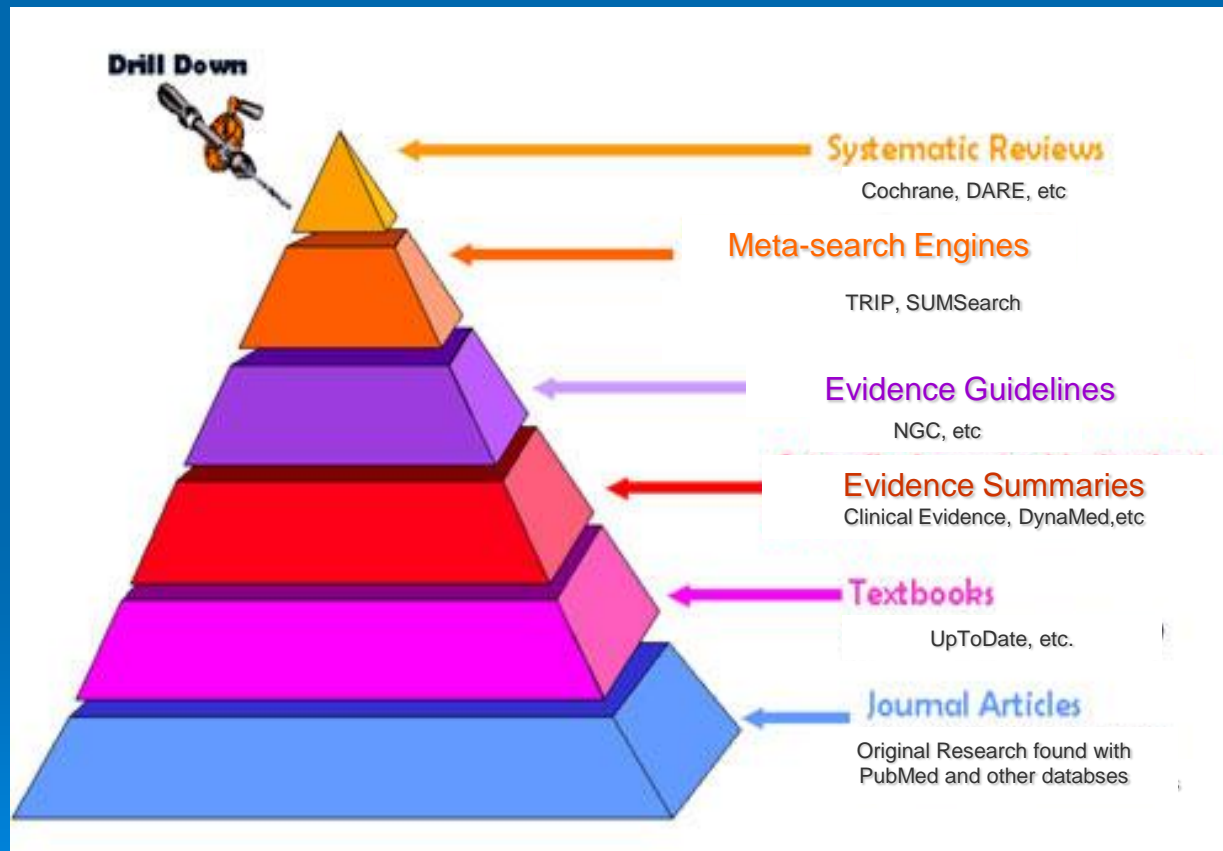 Drill Down
Systematic Reviews
Cochrane, DARE, etc
Meta-search Engines
TRIP, SUMSearch
Evidence Guidelines
NGC, etc
Evidence Summaries
Clinical Evidence, DynaMed,etc
Textbooks
UpToDate, etc.
Journal Articles
Original Research found with
PubMed and other databses